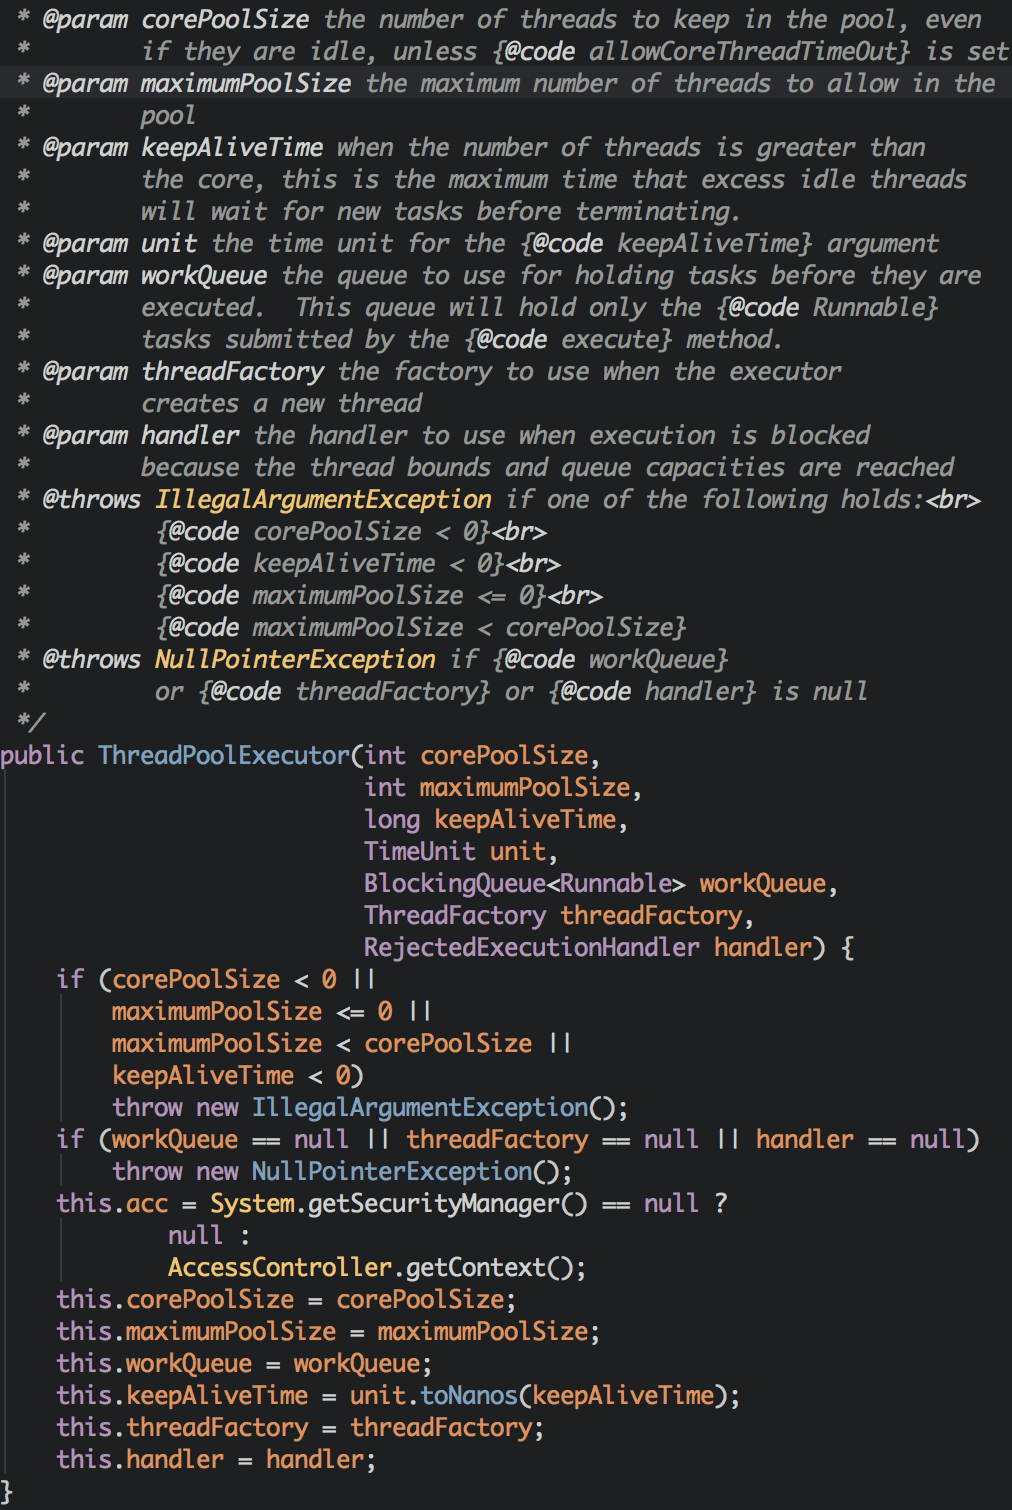 * @param corePoolSize the number of threads to keep in the pool, even
*        if they are idle, unless {@code allowCoreThreadTimeOut} is set
* @param maximumPoolSize the maximum number of threads to allow in the
*        pool
* @param keepAliveTime when the number of threads is greater than
*        the core, this is the maximum time that excess idle threads
*        will wait for new tasks before terminating.
* @param unit the time unit for the {@code keepAliveTime} argument
* @param workQueue the queue to use for holding tasks before they are
*        executed.  This queue will hold only the {@code Runnable}
*        tasks submitted by the {@code execute} method.
* @param threadFactory the factory to use when the executor
*        creates a new thread
* @param handler the handler to use when execution is blocked
*        because the thread bounds and queue capacities are reached
* @throws IllegalArgumentException if one of the following holds:<br>
*         {@code corePoolSize < 0}<br>
*         {@code keepAliveTime < 0}<br>
*         {@code maximumPoolSize <= 0}<br>
*         {@code maximumPoolSize < corePoolSize}
* @throws NullPointerException if {@code workQueue}
*         or {@code threadFactory} or {@code handler} is null
*/
public ThreadPoolExecutor(int corePoolSize,
                          int maximumPoolSize,
                          long keepAliveTime,
                          TimeUnit unit,
                          BlockingQueue<Runnable> workQueue,
                          ThreadFactory threadFactory,
                          RejectedExecutionHandler handler) {
    if (corePoolSize < 0 ||
        maximumPoolSize <= 0 ||
        maximumPoolSize < corePoolSize ||
        keepAliveTime < 0)
        throw new IllegalArgumentException();
    if (workQueue == null || threadFactory == null || handler == null)
        throw new NullPointerException();
    this.acc = System.getSecurityManager() == null ?
            null :
            AccessController.getContext();
    this.corePoolSize = corePoolSize;
    this.maximumPoolSize = maximumPoolSize;
    this.workQueue = workQueue;
    this.keepAliveTime = unit.toNanos(keepAliveTime);
    this.threadFactory = threadFactory;
    this.handler = handler;
}